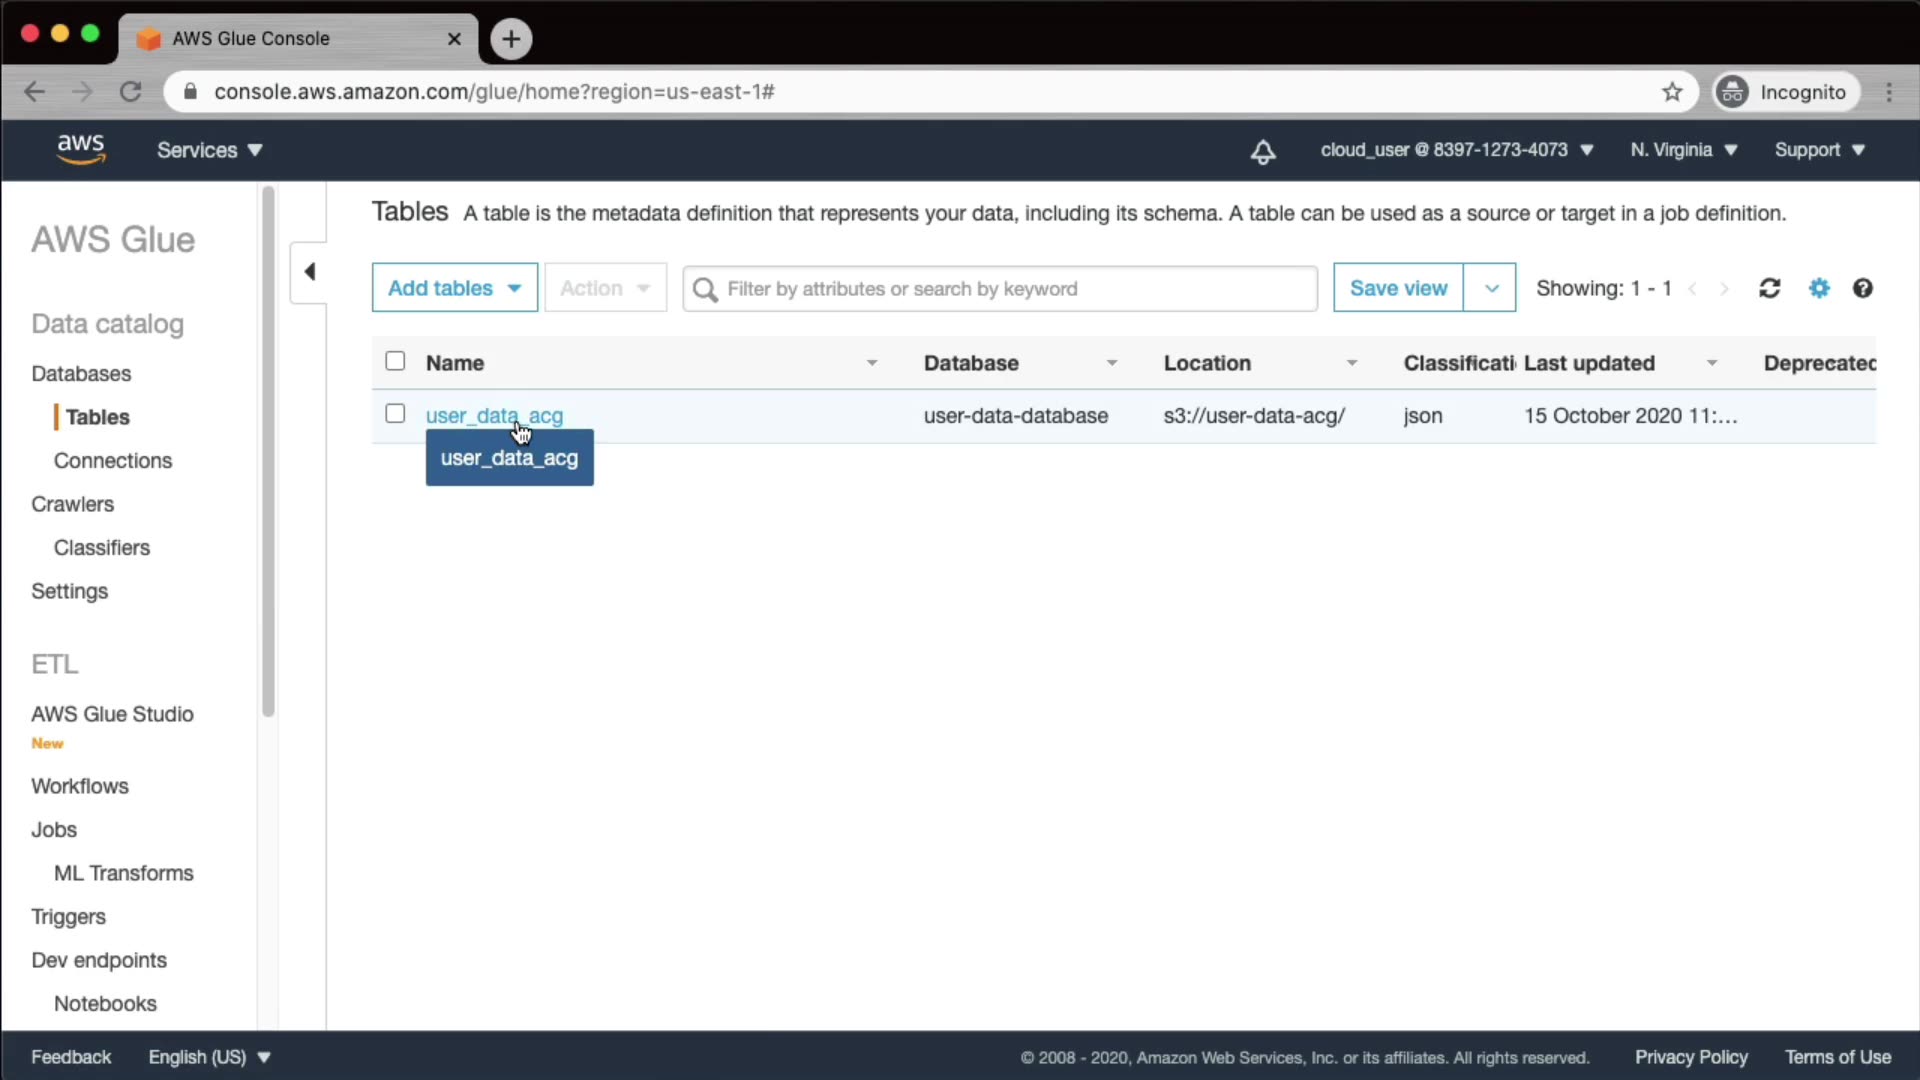 AWS Glue Console
console.aws.amazon.com/glue/home?region=us-east-1#
Incognito
aws
Services
cloud_user @ 8397-1273-4073
N. Virginia
Support
AWS Glue
Data catalog
Databases
Tables
Connections
Crawlers
Classifiers
Settings
ETL
AWS Glue Studio
New
Workflows
Jobs
ML Transforms
Triggers
Dev endpoints
Notebooks
Tables A table is the metadata definition that represents your data, including its schema. A table can be used as a source or target in a job definition.
Add tables
Action
Filter by attributes or search by keyword
Save view
Showing: 1 - 1
Name Database Location Classificati Last updated Deprecated
user_data_acg user-data-database s3://user-data-acg/ json 15 October 2020 11:...
user_data_acg
Feedback
English (US)
© 2008 - 2020, Amazon Web Services, Inc. or its affiliates. All rights reserved.
Privacy Policy
Terms of Use